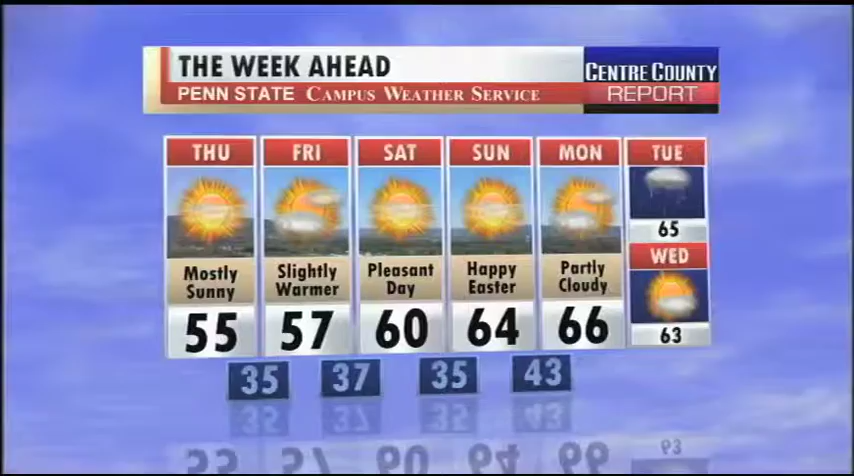 THE WEEK AHEAD
PENN STATE CAMPUS WEATHER SERVICE
CENTRE COUNTY
REPORT
THU
Mostly
Sunny
55
FRI
Slightly
Warmer
57
SAT
Pleasant
Day
60
SUN
Happy
Easter
64
MON
Partly
Cloudy
66
TUE
65
WED
63
35
37
35
43